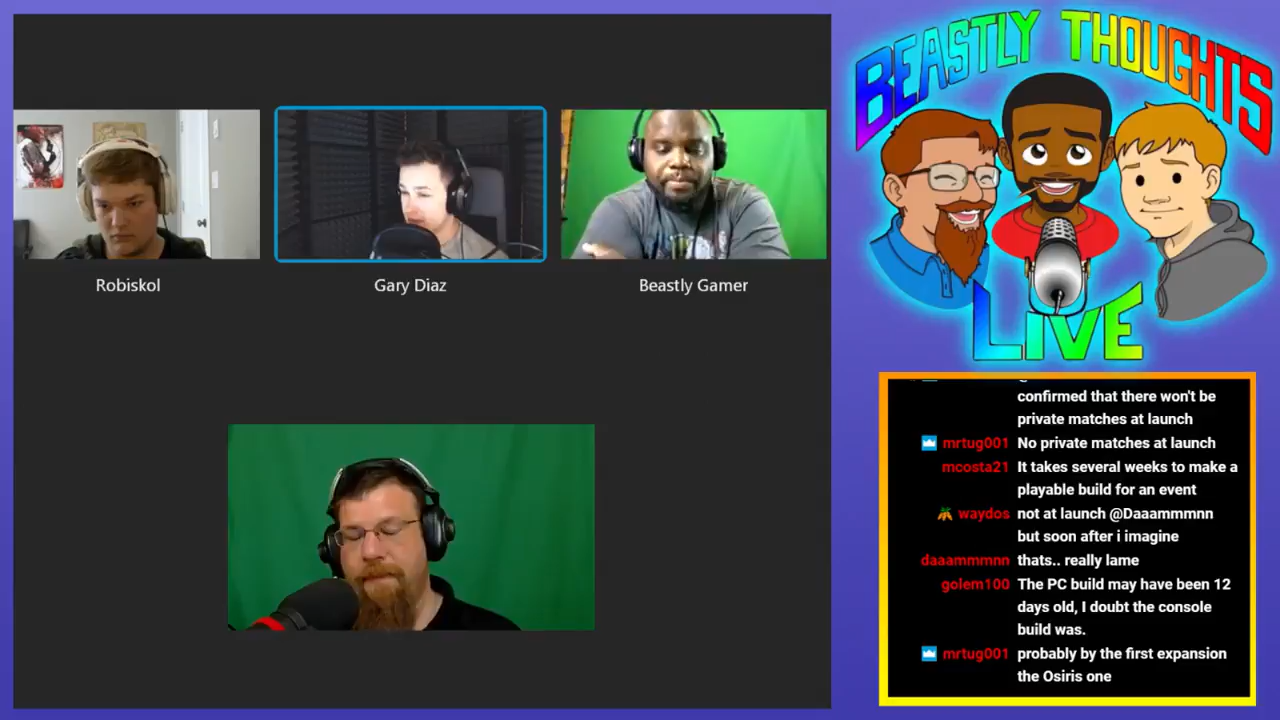 BEASTLY THOUGHTS
LIVE
Robiskol
Gary Diaz
Beastly Gamer
confirmed that there won't be
private matches at launch
mrtug001 No private matches at launch
mcosta21 It takes several weeks to make a
playable build for an event
waydos not at launch @Daaammmnn
but soon after i imagine
daaammmnn thats.. really lame
golem100 The PC build may have been 12
days old, I doubt the console
build was.
mrtug001 probably by the first expansion
the Osiris one